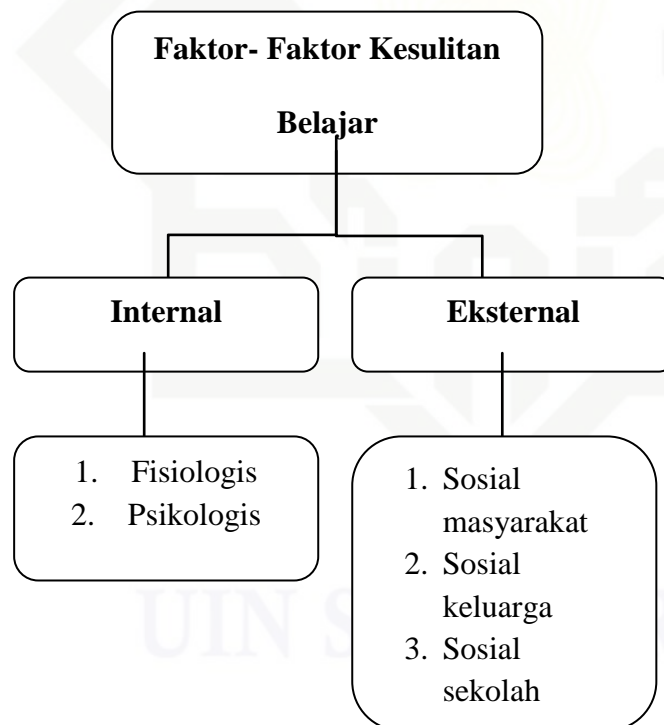 Faktor- Faktor Kesulitan
Belajar
Internal
Eksternal
1. Fisiologis
2. Psikologis
1. Sosial
masyarakat
2. Sosial
keluarga
3. Sosial
sekolah
UIN S